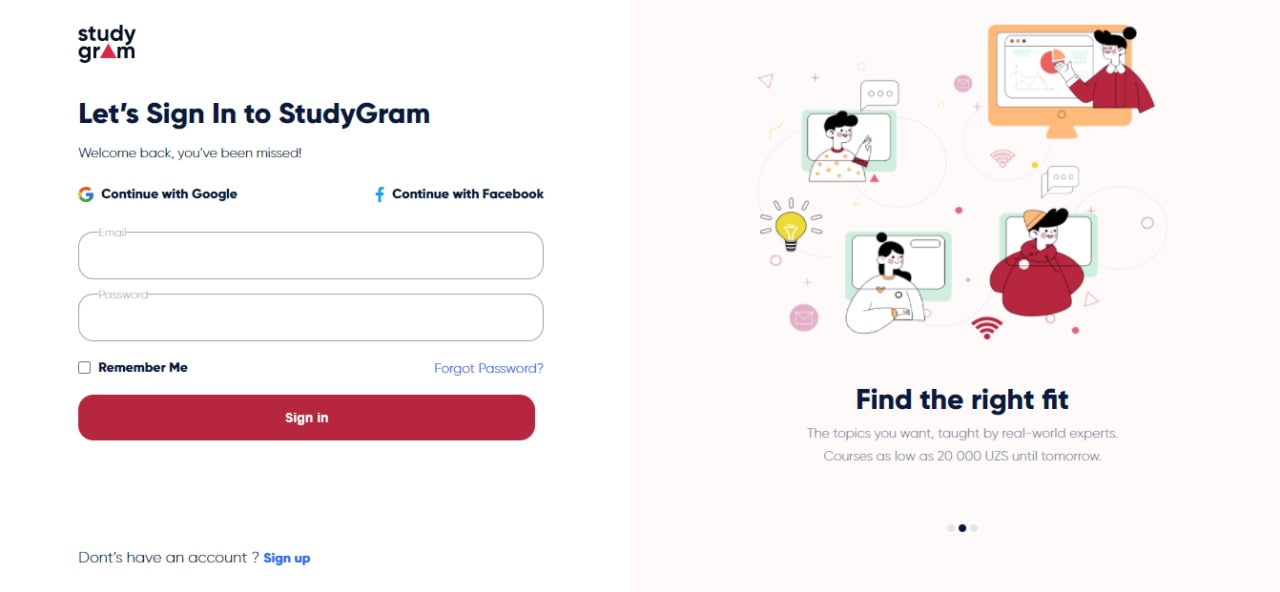 study
gram
Let's Sign In to StudyGram
Welcome back, you've been missed!
Continue with Google
Continue with Facebook
Email
Password
Remember Me
Forgot Password?
Sign in
Dont's have an account ? Sign up
Find the right fit
The topics you want, taught by real-world experts.
Courses as low as 20 000 UZS until tomorrow.